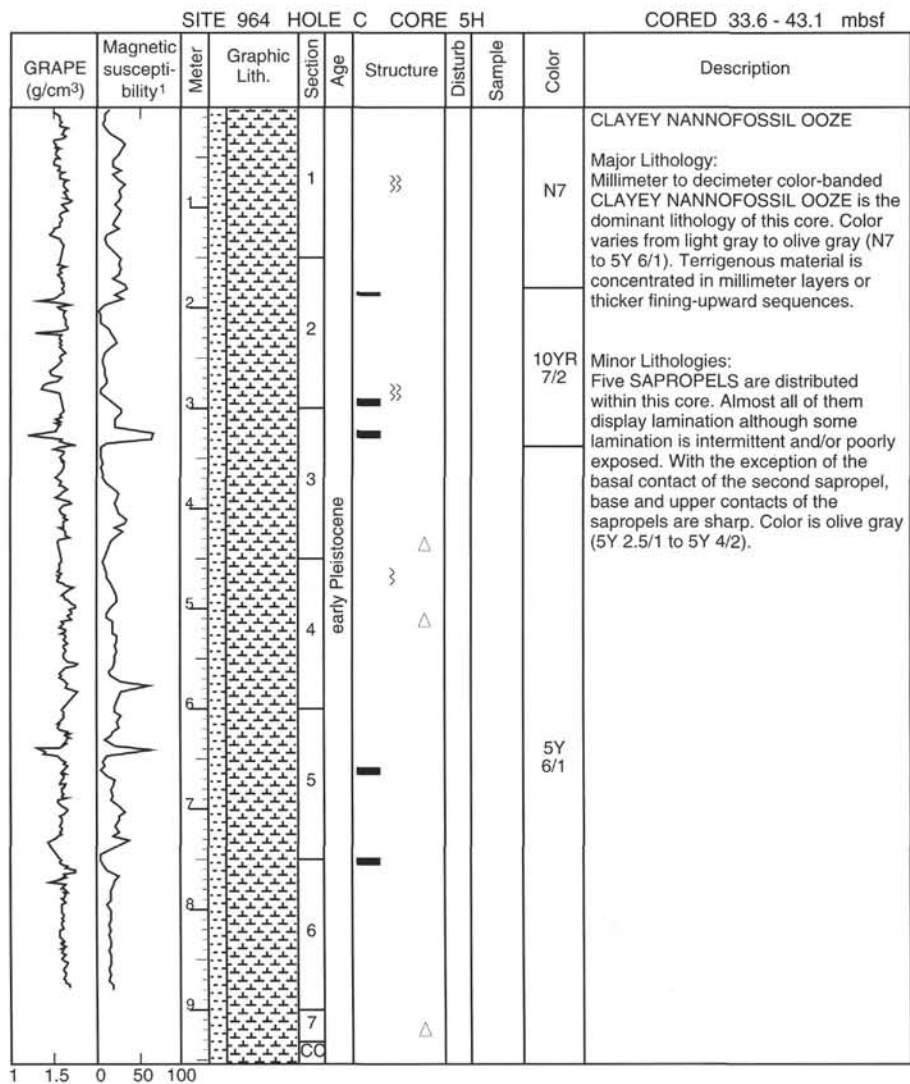 SITE 964 HOLE C CORE 5H CORED 33.6 - 43.1 mbsf
GRAPE
(g/cm3)
Magnetic
suscepti-
bility1
Meter
Graphic
Lith.
Section
Age
Structure
Disturb
Sample
Color
Description
1
2
3
4
5
6
7
8
9
1
2
3
4
5
6
7
CC
early Pleistocene
N7
10YR
7/2
5Y
6/1
CLAYEY NANNOFOSSIL OOZE
Major Lithology:
Millimeter to decimeter color-banded
CLAYEY NANNOFOSSIL OOZE is the
dominant lithology of this core. Color
varies from light gray to olive gray (N7
to 5Y 6/1). Terrigenous material is
concentrated in millimeter layers or
thicker fining-upward sequences.
Minor Lithologies:
Five SAPROPELS are distributed
within this core. Almost all of them
display lamination although some
lamination is intermittent and/or poorly
exposed. With the exception of the
basal contact of the second sapropel,
base and upper contacts of the
sapropels are sharp. Color is olive gray
(5Y 2.5/1 to 5Y 4/2).
1 1.5 0 50 100